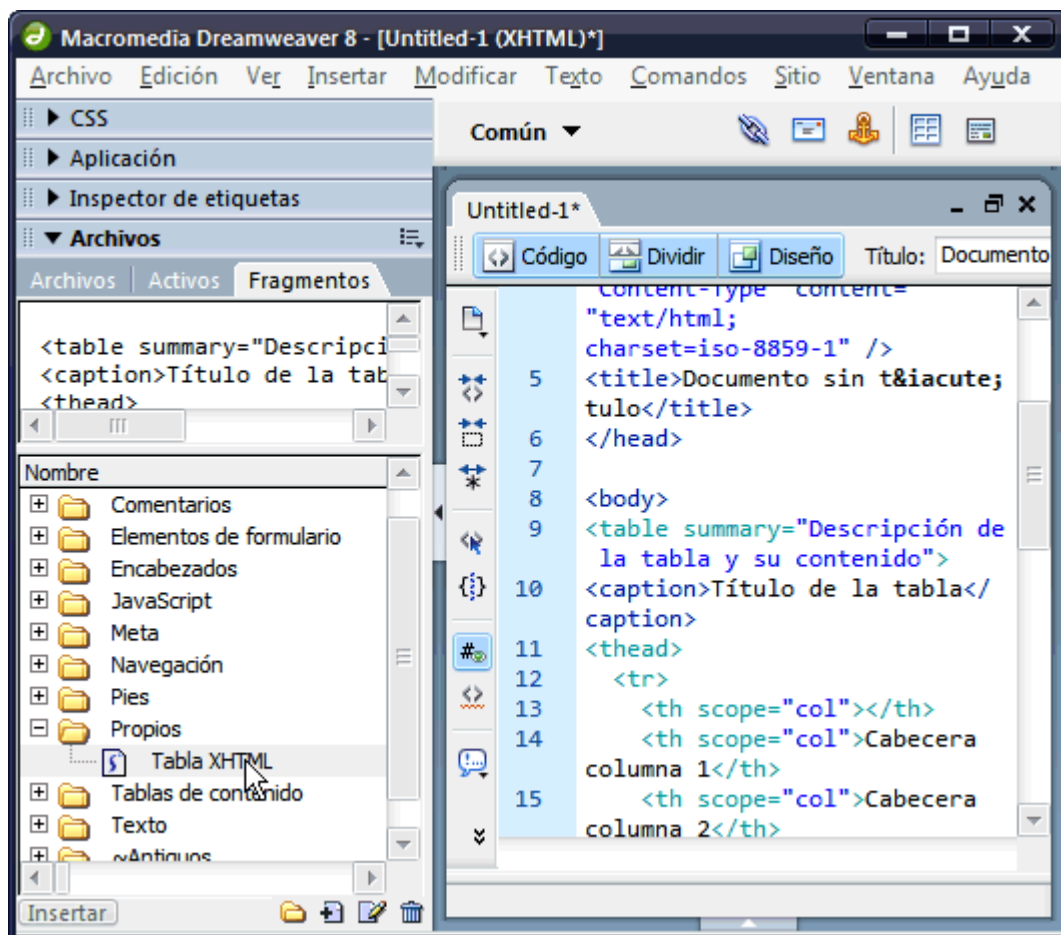 Macromedia Dreamweaver 8 - [Untitled-1 (XHTML)*]
Archivo Edición Ver Insertar Modificar Texto Comandos Sitio Ventana Ayuda
CSS
Aplicación
Inspector de etiquetas
Archivos
Archivos Activos Fragmentos
<table summary="Descripci
<caption>Título de la tab
<thead>
Nombre
Comentarios
Elementos de formulario
Encabezados
JavaScript
Meta
Navegación
Pies
Propios
Tabla XHTML
Tablas de contenido
Texto
~Antiguos
Insertar
Común
Untitled-1*
Código Dividir Diseño Título: Documento
Content-Type" content=
"text/html;
charset=iso-8859-1" />
5 <title>Documento sin t&iacute;
tulo</title>
6 </head>
7
8 <body>
9 <table summary="Descripción de
la tabla y su contenido">
10 <caption>Título de la tabla</
caption>
11 <thead>
12 <tr>
13 <th scope="col"></th>
14 <th scope="col">Cabecera
columna 1</th>
15 <th scope="col">Cabecera
columna 2</th>